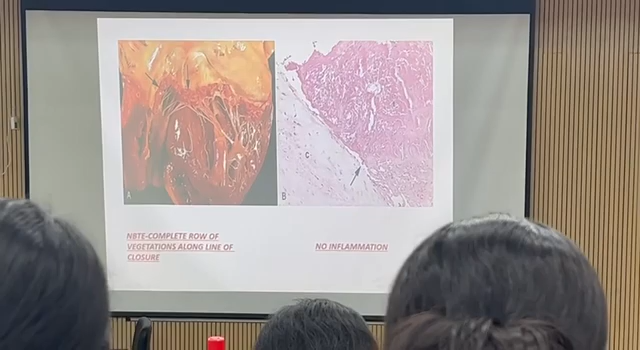 A
B
C
NBTE-COMPLETE ROW OF
VEGETATIONS ALONG LINE OF
CLOSURE
NO INFLAMMATION